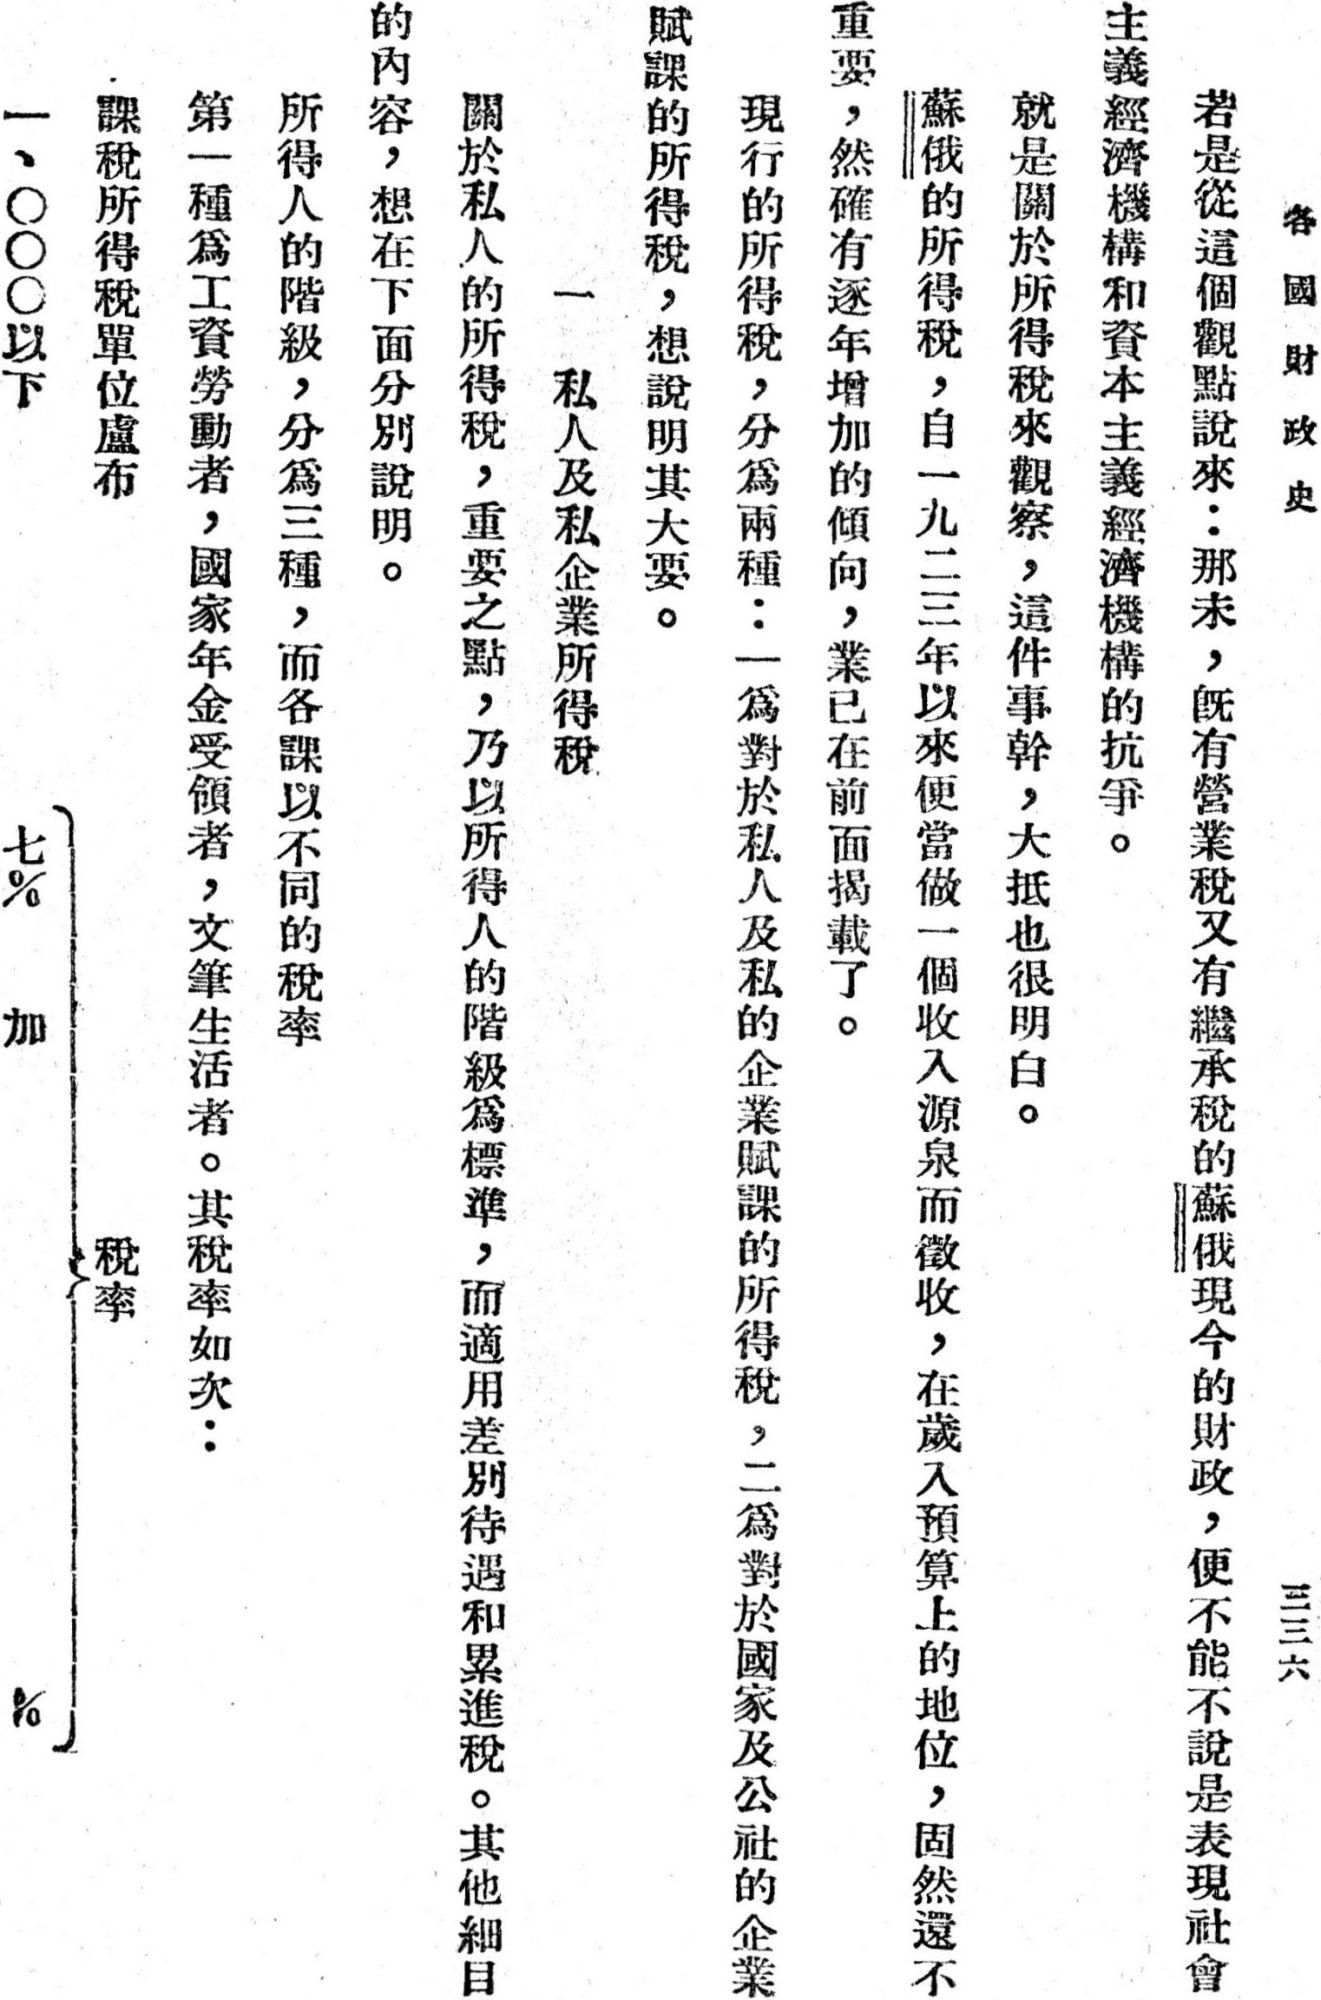 各國財政史
三三六
若是從這個觀點說來：那末，既有營業稅又有繼承稅的蘇俄現今的財政，便不能不說是表現社會
主義經濟機構和資本主義經濟機構的抗爭。
就是關於所得稅來觀察，這件事幹，大抵也很明白。
蘇俄的所得稅，自一九二三年以來便當做一個收入源泉而徵收，在歲入預算上的地位，固然還不
重要，然確有逐年增加的傾向，業已在前面揭載了。
現行的所得稅，分爲兩種：一爲對於私人及私的企業賦課的所得稅，二爲對於國家及公社的企業
賦課的所得稅，想說明其大要。
一　私人及私企業所得稅
關於私人的所得稅，重要之點，乃以所得人的階級爲標準，而適用差別待遇和累進稅。其他細目
的內容，想在下面分別說明。
所得人的階級，分爲三種，而各課以不同的稅率
第一種爲工資勞動者，國家年金受領者，文筆生活者。其稅率如次：
課稅所得稅單位盧布　稅率
一、〇〇〇以下　七%　加　%